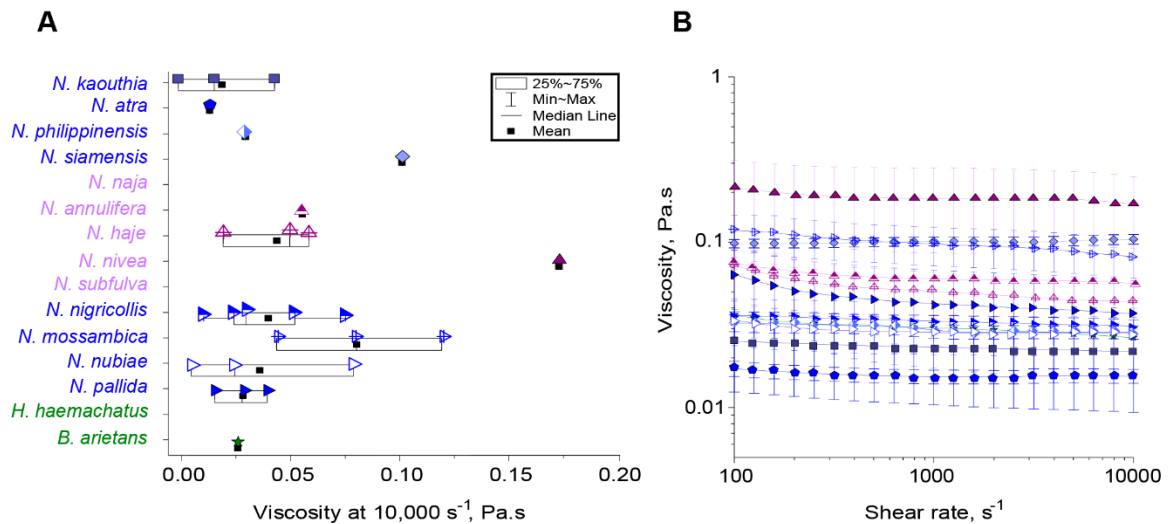 A
N. kaouthia
N. atra
N. philippinensis
N. siamensis
N. naja
N. annulifera
N. haje
N. nivea
N. subfulva
N. nigricollis
N. mossambica
N. nubiae
N. pallida
H. haemachatus
B. arietans
25%~75%
Min~Max
Median Line
Mean
0.00 0.05 0.10 0.15 0.20
Viscosity at 10,000 s⁻¹, Pa.s
B
Viscosity, Pa.s
1
0.1
0.01
100 1000 10000
Shear rate, s⁻¹